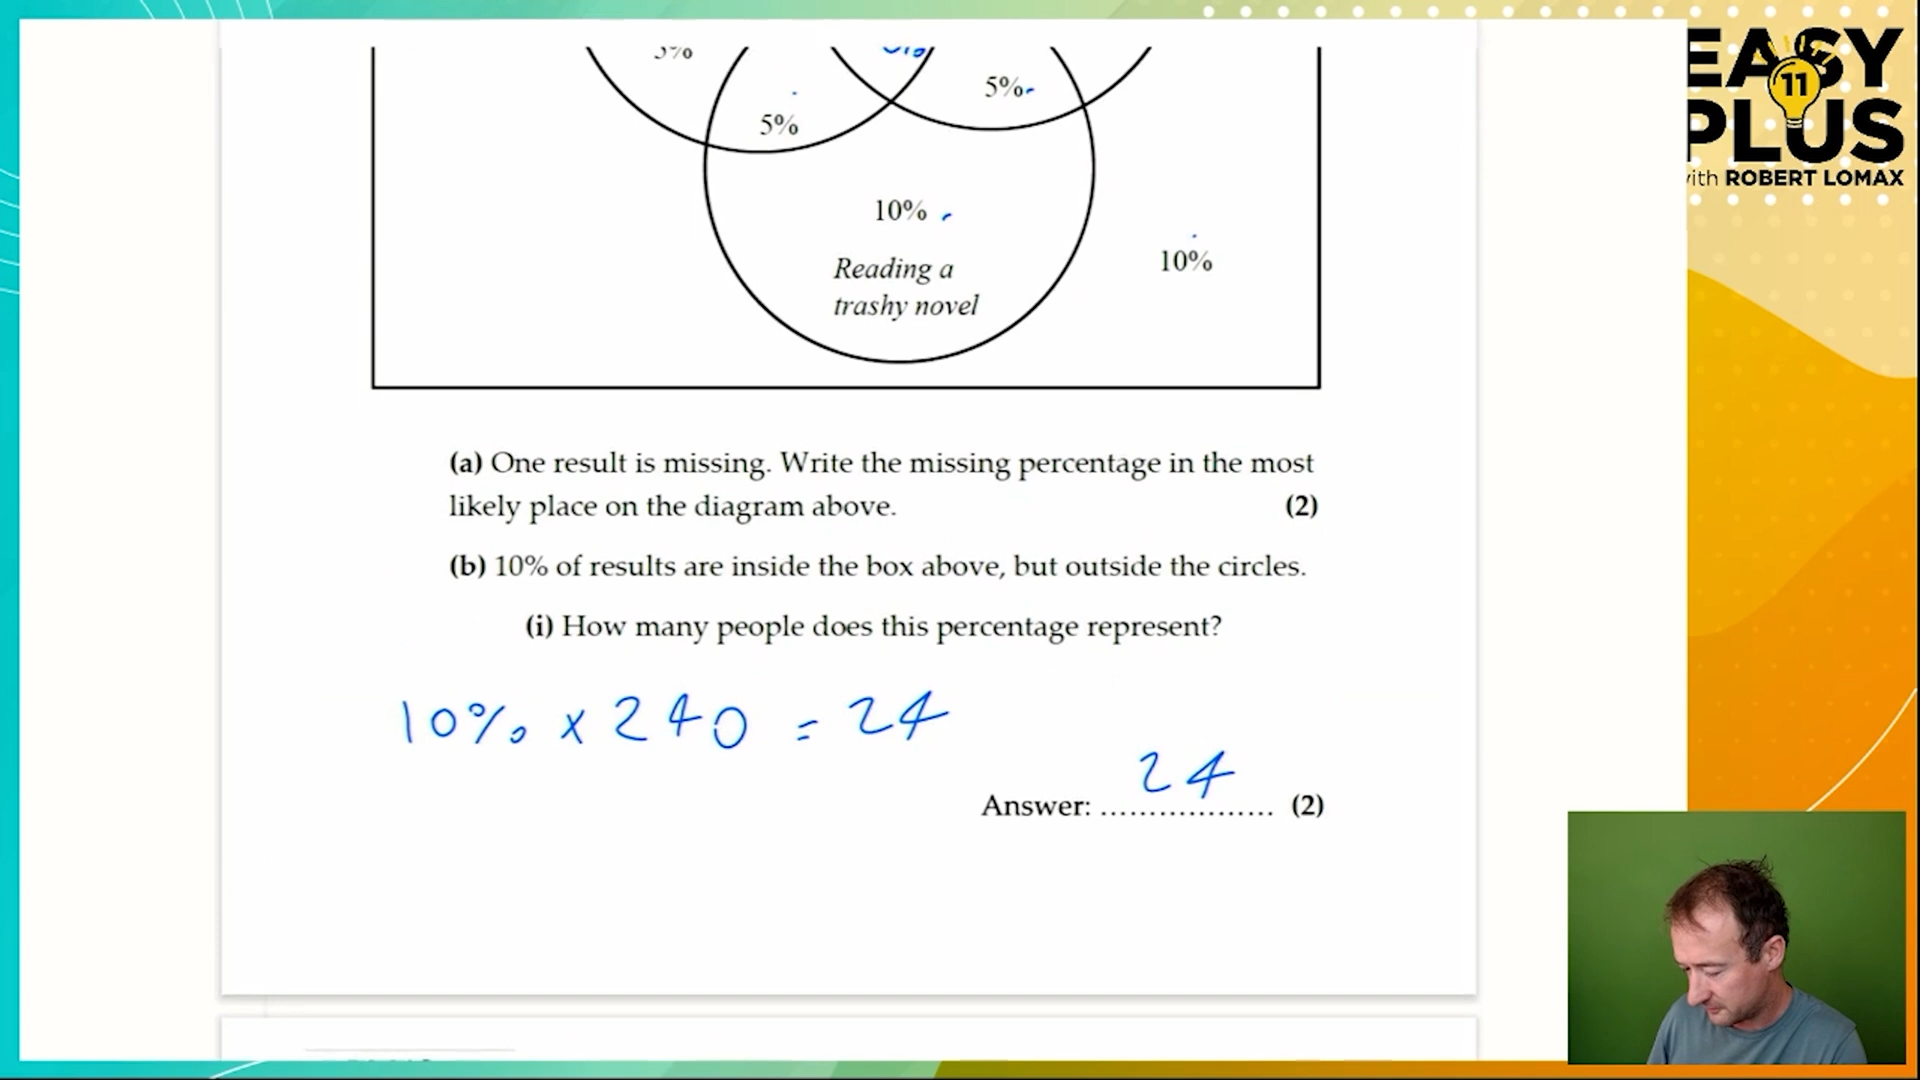 EASY
11
PLUS
with ROBERT LOMAX
5%
5%
10%
Reading a
trashy novel
10%
(a) One result is missing. Write the missing percentage in the most
likely place on the diagram above. (2)
(b) 10% of results are inside the box above, but outside the circles.
(i) How many people does this percentage represent?
10% x 240 = 24
24
Answer: .................. (2)